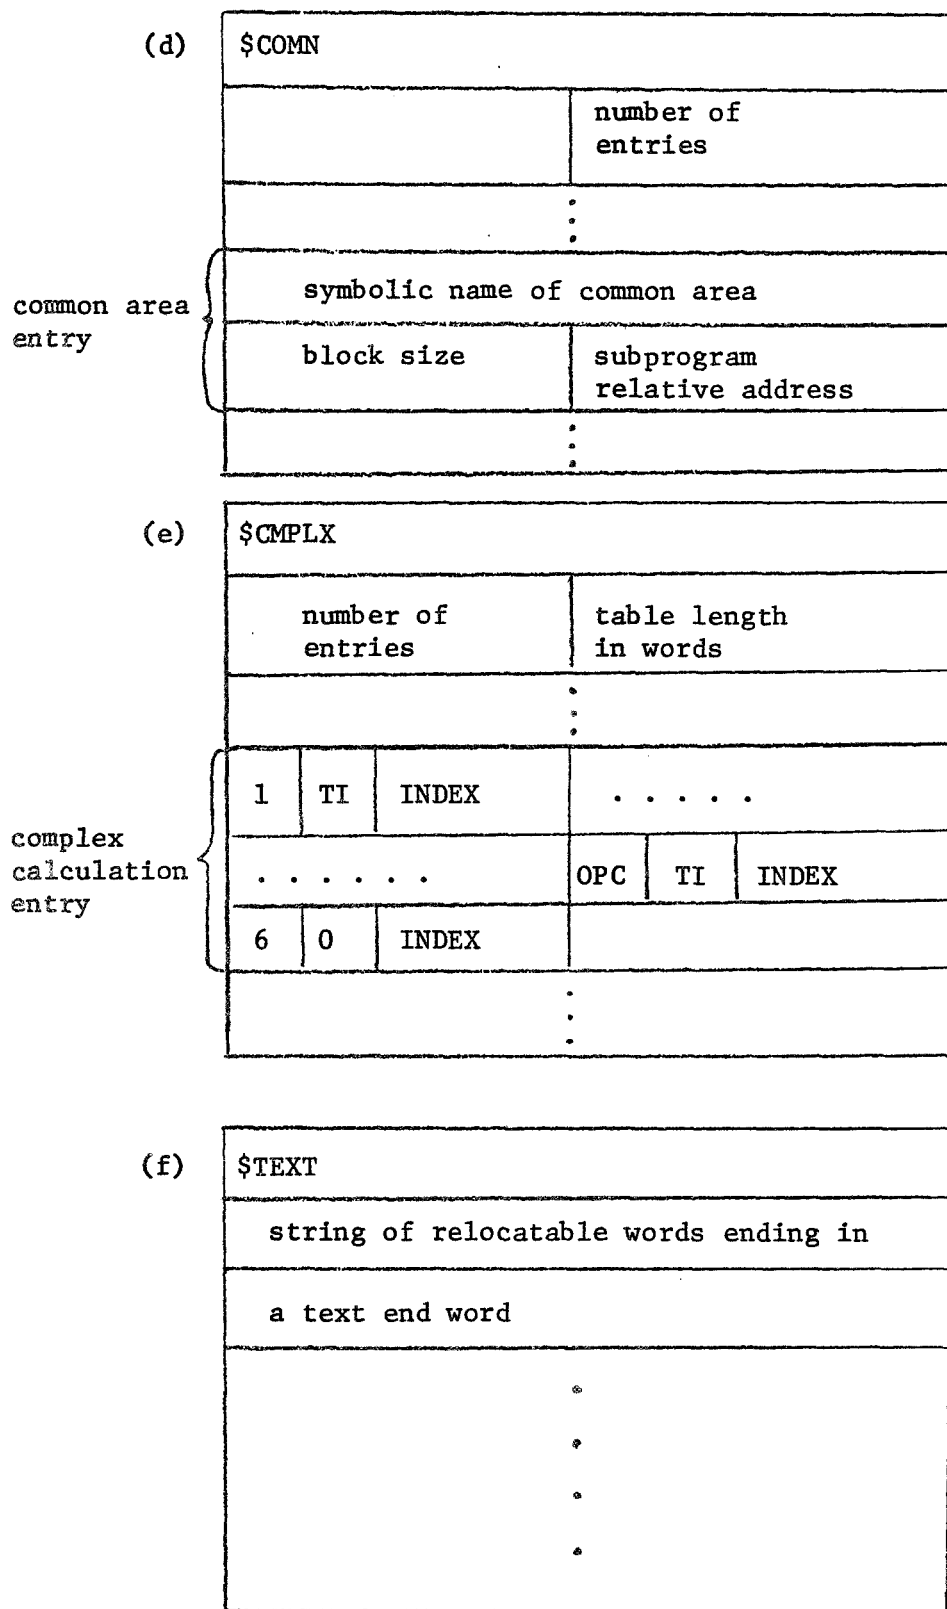 (d) $COMN
number of
entries
common area
entry
symbolic name of common area
block size
subprogram
relative address
(e) $CMPLX
number of
entries
table length
in words
complex
calculation
entry
1 TI INDEX . . . . .
. . . . . . OPC TI INDEX
6 0 INDEX
(f) $TEXT
string of relocatable words ending in
a text end word